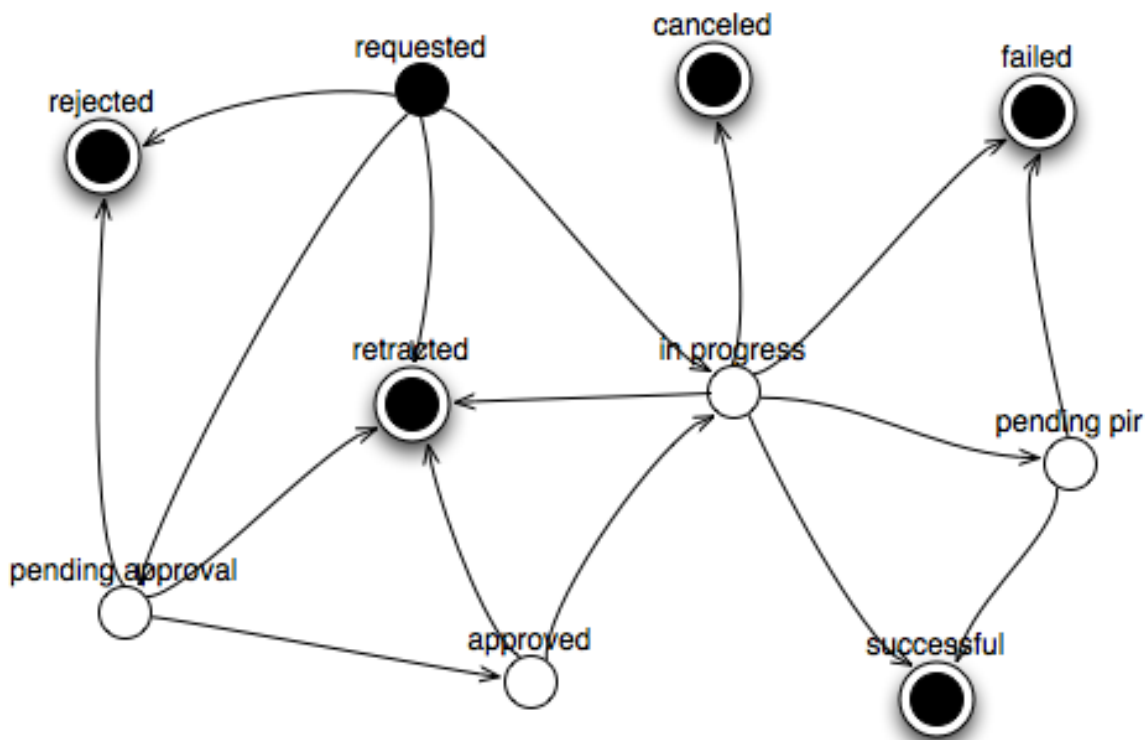 canceled
requested
failed
rejected
retracted
in progress
pending pir
pending approval
approved
successful